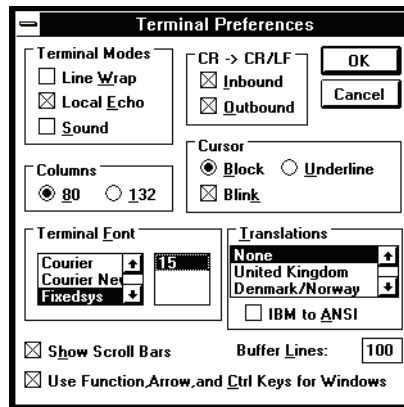 Terminal Preferences
Terminal Modes
Line Wrap
Local Echo
Sound
CR -> CR/LF
Inbound
Outbound
OK
Cancel
Columns
80
132
Cursor
Block
Underline
Blink
Terminal Font
Courier
Courier Nev
Fixedsys
15
Translations
None
United Kingdom
Denmark/Norway
IBM to ANSI
Show Scroll Bars
Buffer Lines: 100
Use Function,Arrow,and Ctrl Keys for Windows